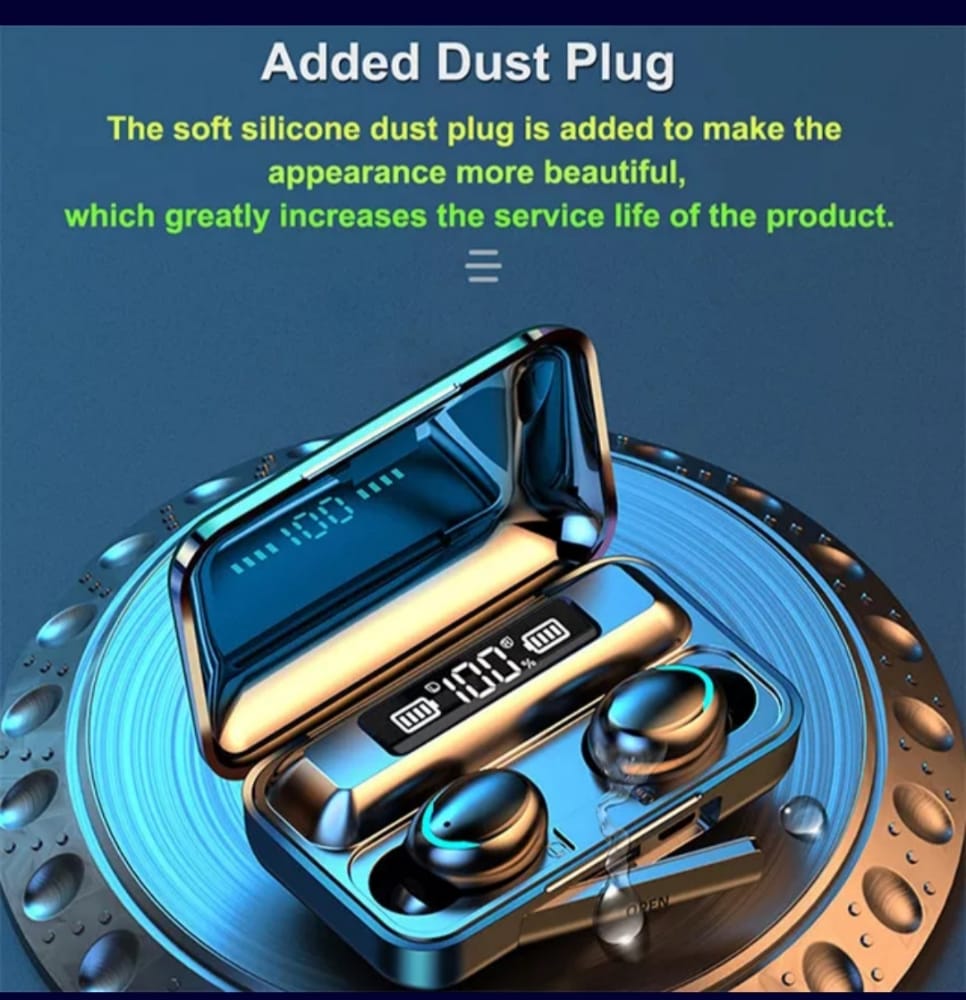 Added Dust Plug
The soft silicone dust plug is added to make the
appearance more beautiful,
which greatly increases the service life of the product.
100
100%
OPEN